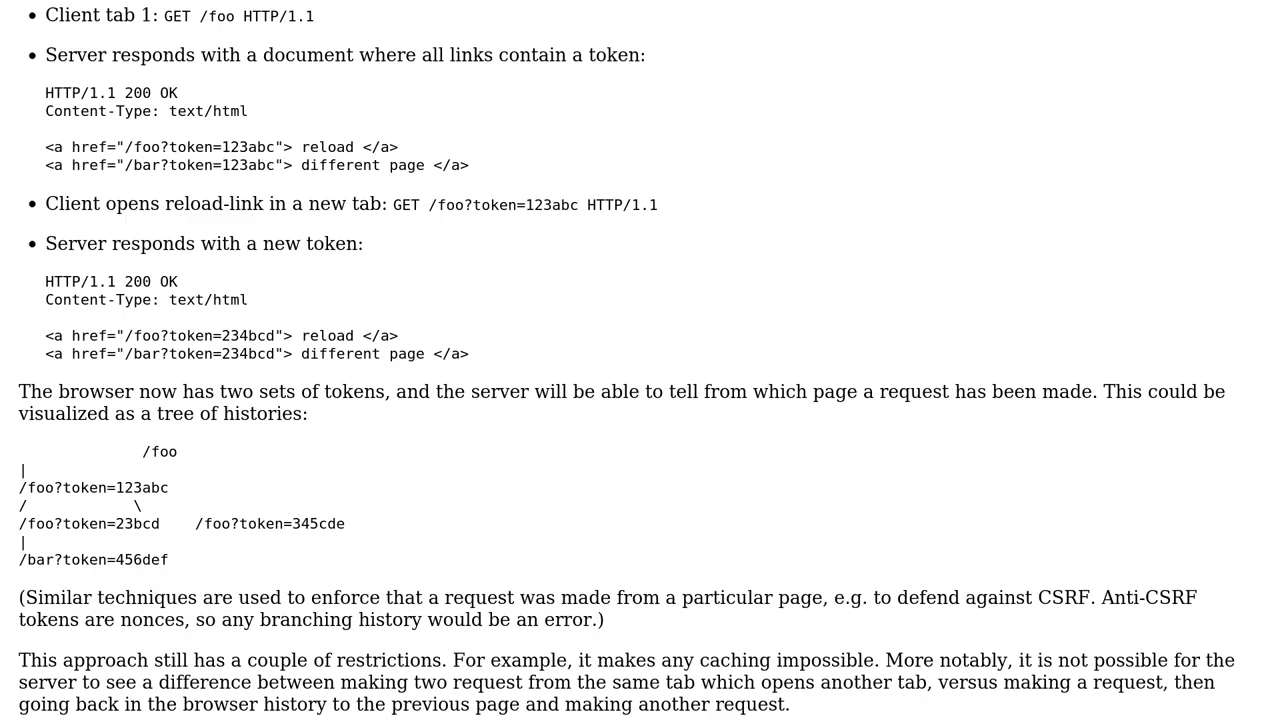 • Client tab 1: GET /foo HTTP/1.1
• Server responds with a document where all links contain a token:
HTTP/1.1 200 OK
Content-Type: text/html
<a href="/foo?token=123abc"> reload </a>
<a href="/bar?token=123abc"> different page </a>
• Client opens reload-link in a new tab: GET /foo?token=123abc HTTP/1.1
• Server responds with a new token:
HTTP/1.1 200 OK
Content-Type: text/html
<a href="/foo?token=234bcd"> reload </a>
<a href="/bar?token=234bcd"> different page </a>
The browser now has two sets of tokens, and the server will be able to tell from which page a request has been made. This could be
visualized as a tree of histories:
/foo
|
/foo?token=123abc
/            \
/foo?token=23bcd    /foo?token=345cde
|
/bar?token=456def
(Similar techniques are used to enforce that a request was made from a particular page, e.g. to defend against CSRF. Anti-CSRF
tokens are nonces, so any branching history would be an error.)
This approach still has a couple of restrictions. For example, it makes any caching impossible. More notably, it is not possible for the
server to see a difference between making two request from the same tab which opens another tab, versus making a request, then
going back in the browser history to the previous page and making another request.